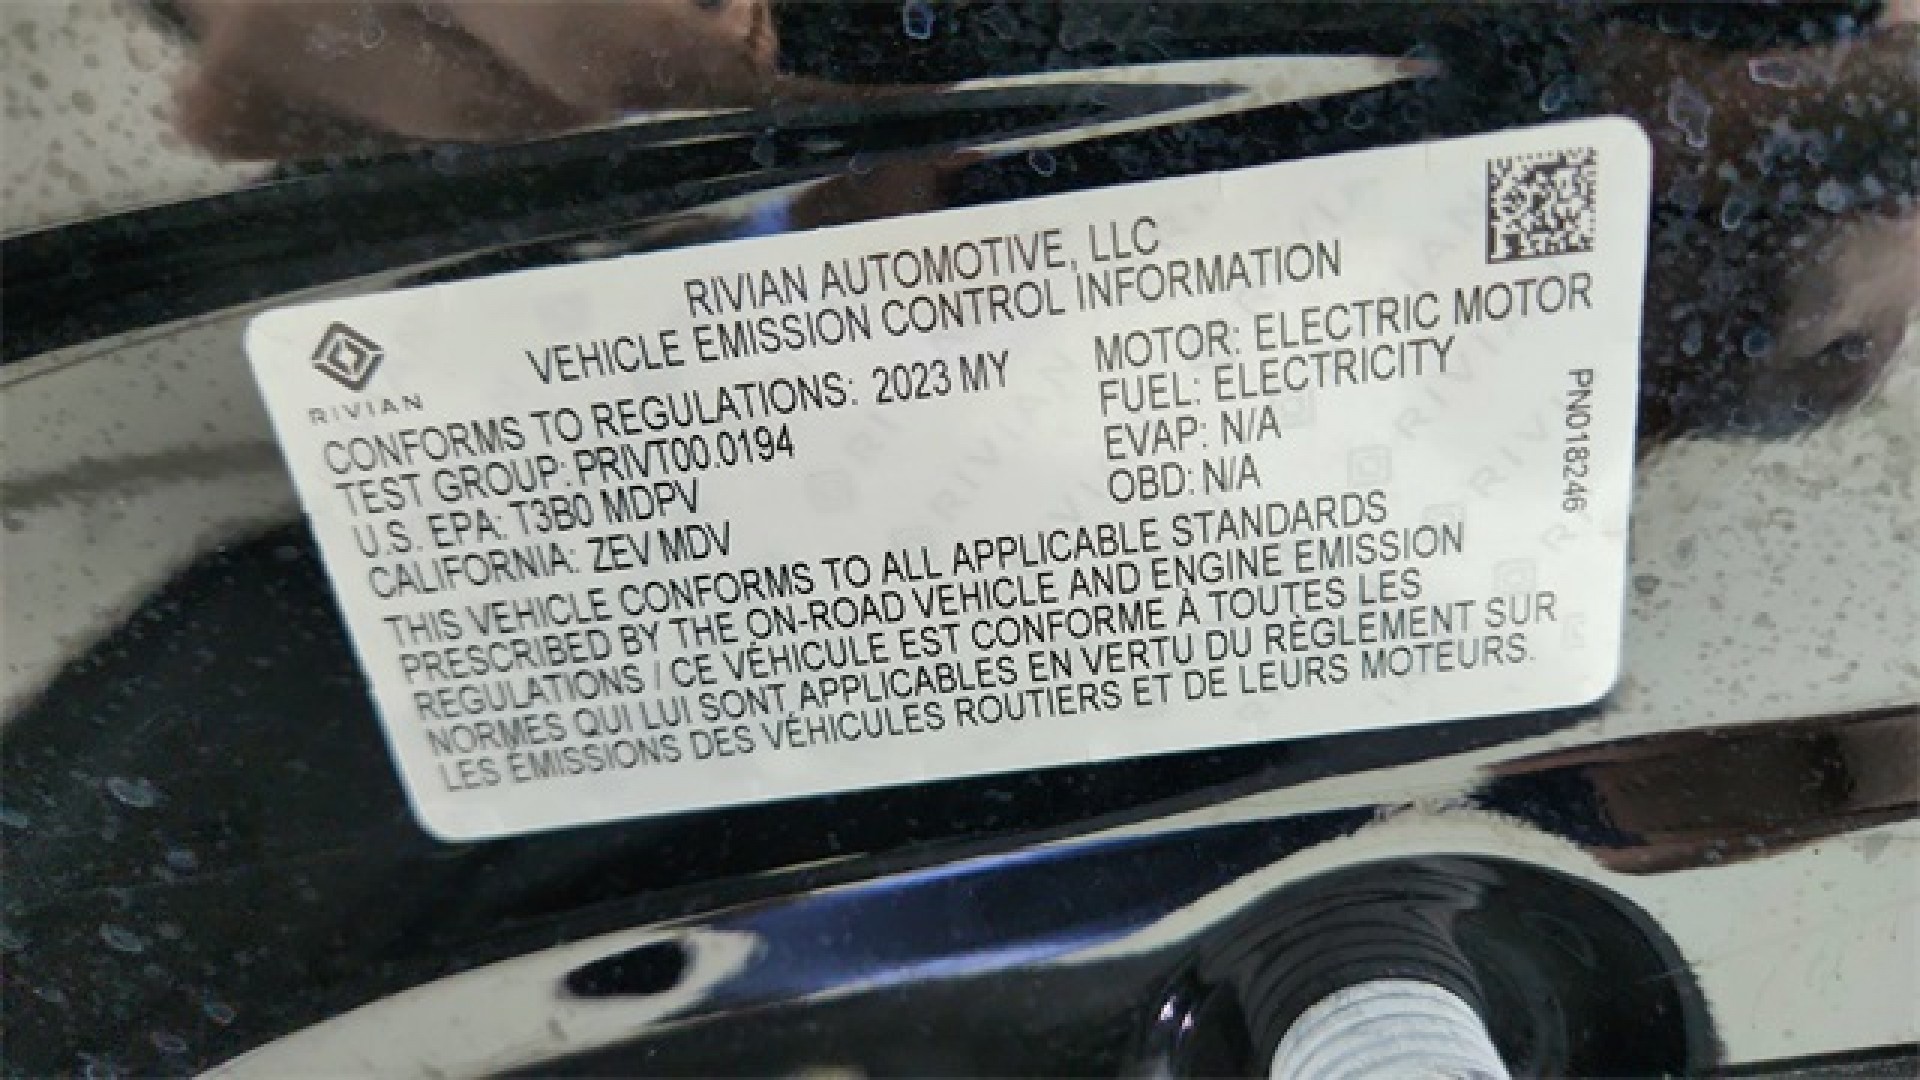 RIVIAN AUTOMOTIVE, LLC
VEHICLE EMISSION CONTROL INFORMATION
RIVIAN
CONFORMS TO REGULATIONS: 2023 MY
TEST GROUP: PRIVT00.0194
U.S. EPA: T3B0 MDPV
CALIFORNIA: ZEV MDV
MOTOR: ELECTRIC MOTOR
FUEL: ELECTRICITY
EVAP: N/A
OBD: N/A
THIS VEHICLE CONFORMS TO ALL APPLICABLE STANDARDS
PRESCRIBED BY THE ON-ROAD VEHICLE AND ENGINE EMISSION
REGULATIONS / CE VÉHICULE EST CONFORME À TOUTES LES
NORMES QUI LUI SONT APPLICABLES EN VERTU DU RÈGLEMENT SUR
LES ÉMISSIONS DES VÉHICULES ROUTIERS ET DE LEURS MOTEURS.
PN018246